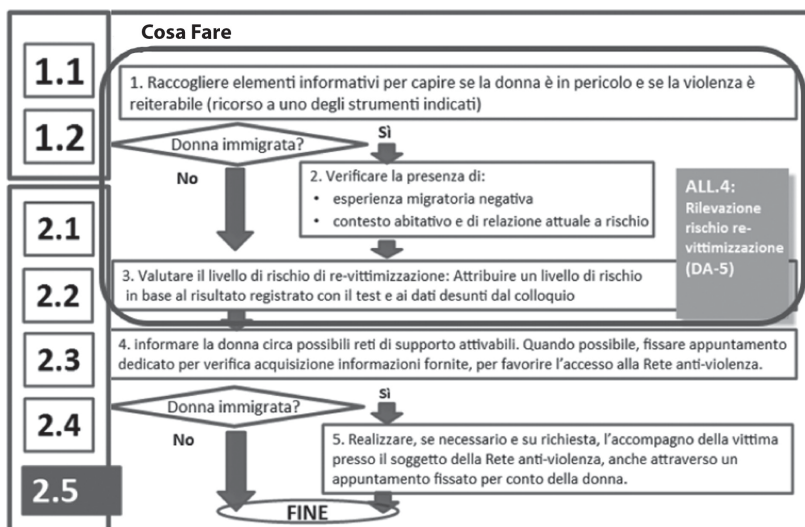 Cosa Fare
1.1
1.2
2.1
2.2
2.3
2.4
2.5
1. Raccogliere elementi informativi per capire se la donna è in pericolo e se la violenza è
reiterabile (ricorso a uno degli strumenti indicati)
Donna immigrata?
Sì
No
2. Verificare la presenza di:
• esperienza migratoria negativa
• contesto abitativo e di relazione attuale a rischio
ALL.4:
Rilevazione
rischio re-
vittimizzazione
(DA-5)
3. Valutare il livello di rischio di re-vittimizzazione: Attribuire un livello di rischio
in base al risultato registrato con il test e ai dati desunti dal colloquio
4. informare la donna circa possibili reti di supporto attivabili. Quando possibile, fissare appuntamento
dedicato per verifica acquisizione informazioni fornite, per favorire l'accesso alla Rete anti-violenza.
Donna immigrata?
Sì
No
5. Realizzare, se necessario e su richiesta, l'accompagno della vittima
presso il soggetto della Rete anti-violenza, anche attraverso un
appuntamento fissato per conto della donna.
FINE